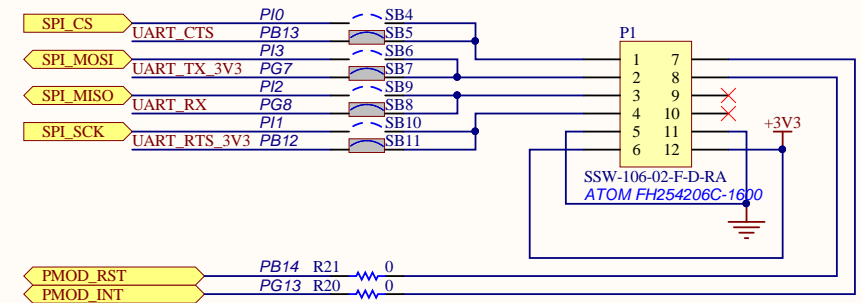 SPI_CS PI0 SB4
UART_CTS PB13 SB5
SPI_MOSI PI3 SB6
UART_TX_3V3 PG7 SB7
SPI_MISO PI2 SB9
UART_RX PG8 SB8
SPI_SCK PI1 SB10
UART_RTS_3V3 PB12 SB11
P1
1 7
2 8
3 9
4 10
5 11
6 12
+3V3
SSW-106-02-F-D-RA
ATOM FH254206C-1600
PMOD_RST PB14 R21 0
PMOD_INT PG13 R20 0